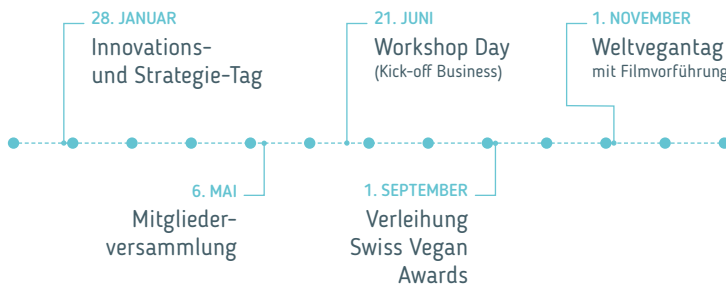 28. JANUAR
Innovations-
und Strategie-Tag
21. JUNI
Workshop Day
(Kick-off Business)
1. NOVEMBER
Weltvegantag
mit Filmvorführung
6. MAI
Mitglieder-
versammlung
1. SEPTEMBER
Verleihung
Swiss Vegan
Awards